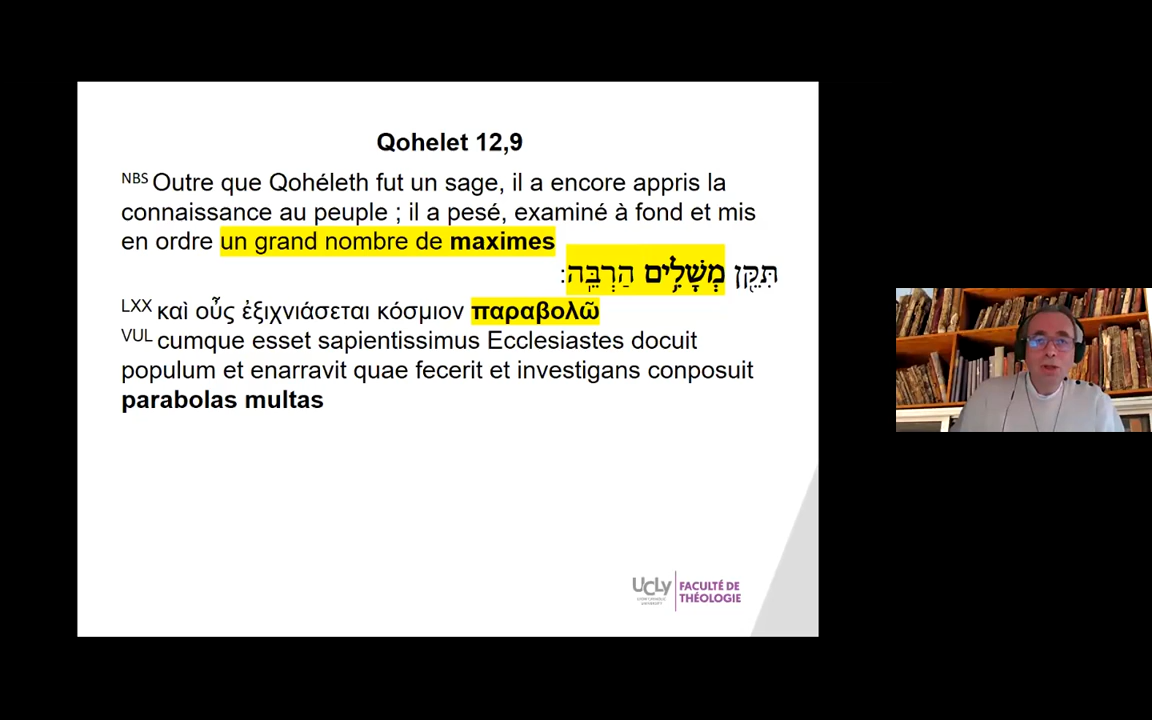 Qohelet 12,9
NBS Outre que Qohéleth fut un sage, il a encore appris la
connaissance au peuple ; il a pesé, examiné à fond et mis
en ordre un grand nombre de maximes
תִּקֵּ֖ן מְשָׁלִ֥ים הַרְבֵּֽה׃
LXX καὶ οὖς ἐξιχνιάσεται κόσμιον παραβολῶ̃
VUL cumque esset sapientissimus Ecclesiastes docuit
populum et enarravit quae fecerit et investigans conposuit
parabolas multas
UCLy
FACULTÉ DE
THÉOLOGIE